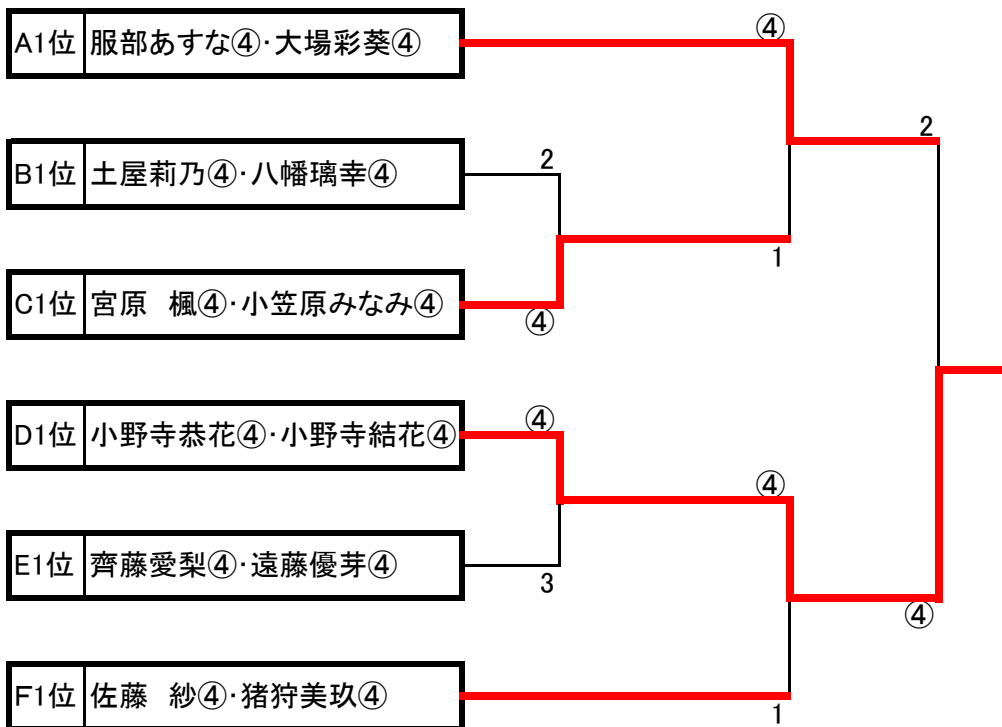 ④
A1位 服部あすな④・大場彩葵④
2
2
B1位 土屋莉乃④・八幡璃幸④
1
C1位 宮原　楓④・小笠原みなみ④
④
④
D1位 小野寺恭花④・小野寺結花④
④
E1位 齊藤愛梨④・遠藤優芽④
3
④
F1位 佐藤　紗④・猪狩美玖④
1